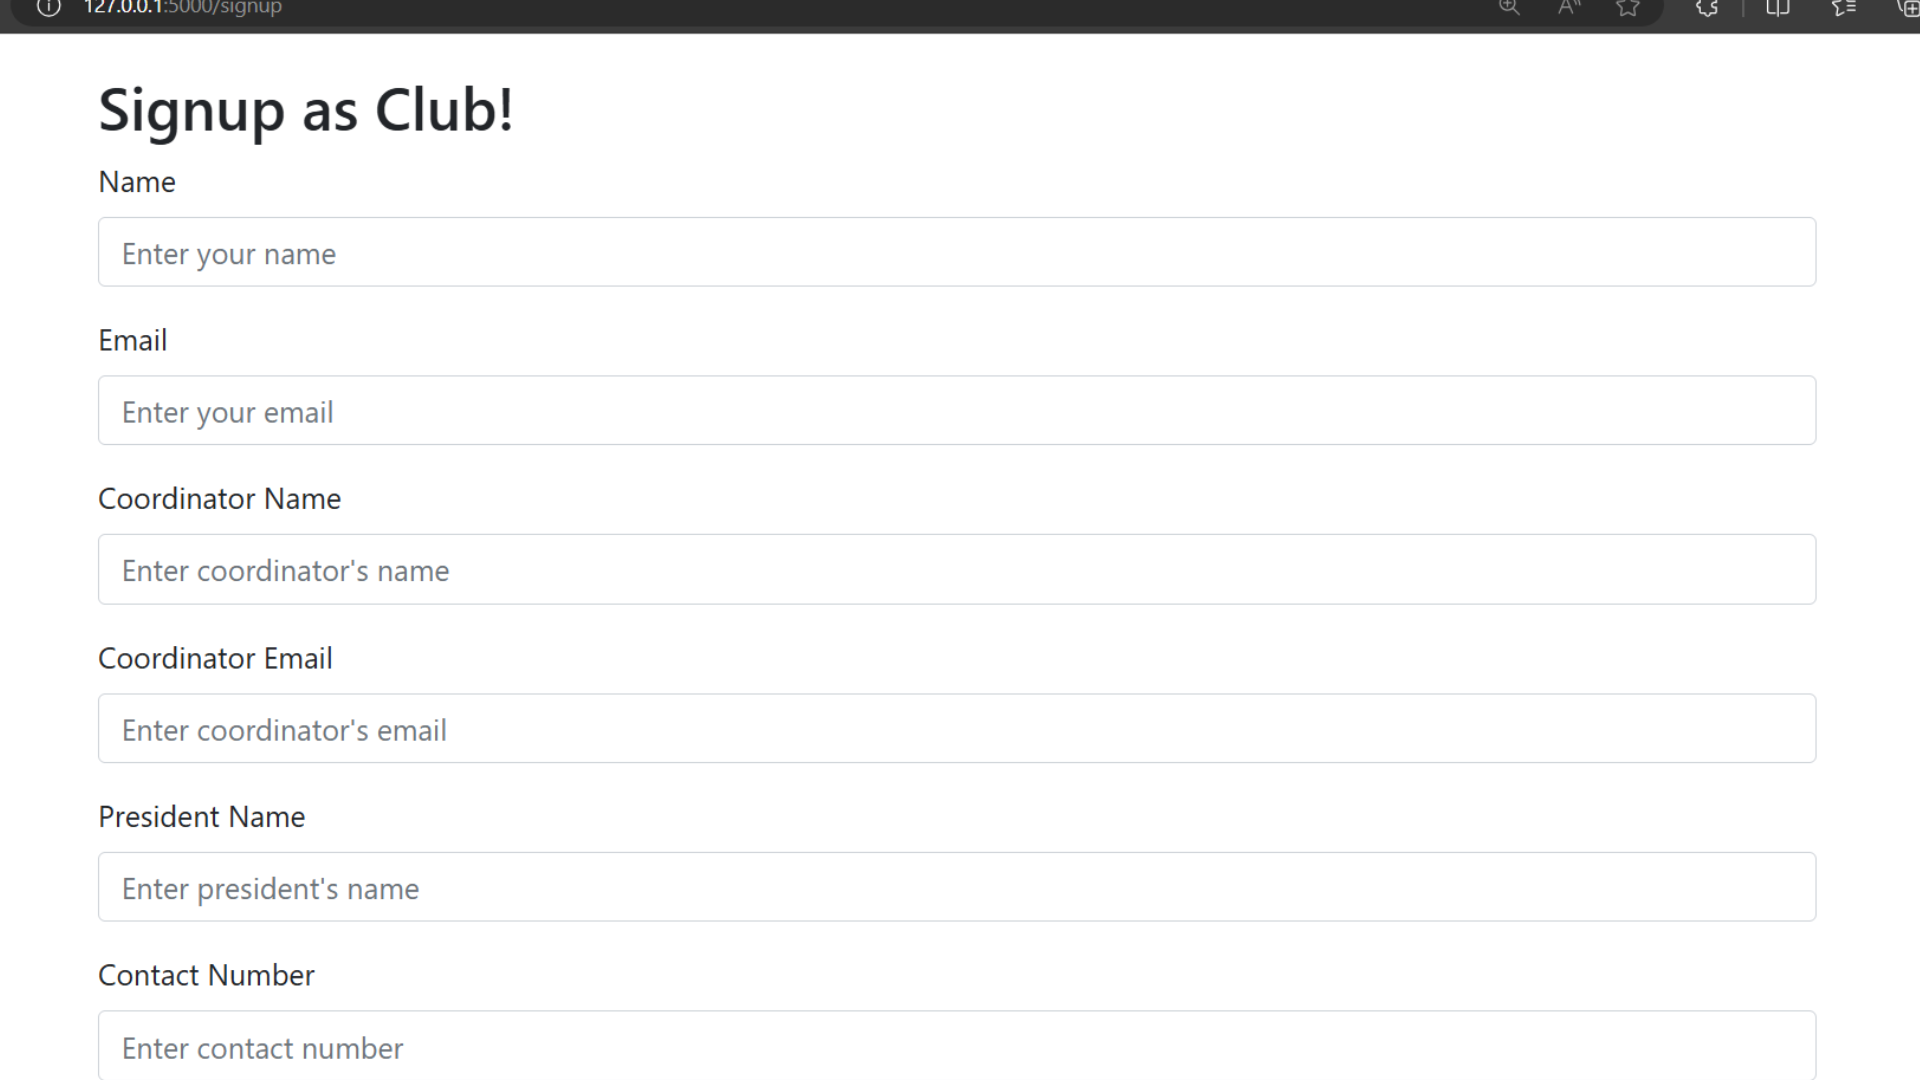 127.0.0.1:5000/signup
Signup as Club!
Name
Enter your name
Email
Enter your email
Coordinator Name
Enter coordinator's name
Coordinator Email
Enter coordinator's email
President Name
Enter president's name
Contact Number
Enter contact number